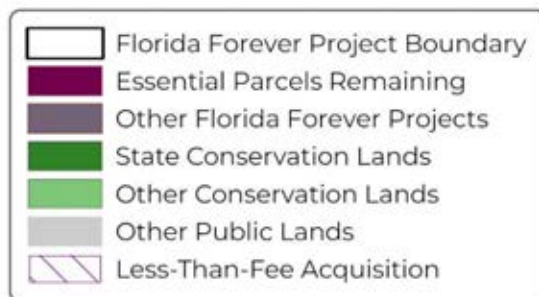 Florida Forever Project Boundary
Essential Parcels Remaining
Other Florida Forever Projects
State Conservation Lands
Other Conservation Lands
Other Public Lands
Less-Than-Fee Acquisition